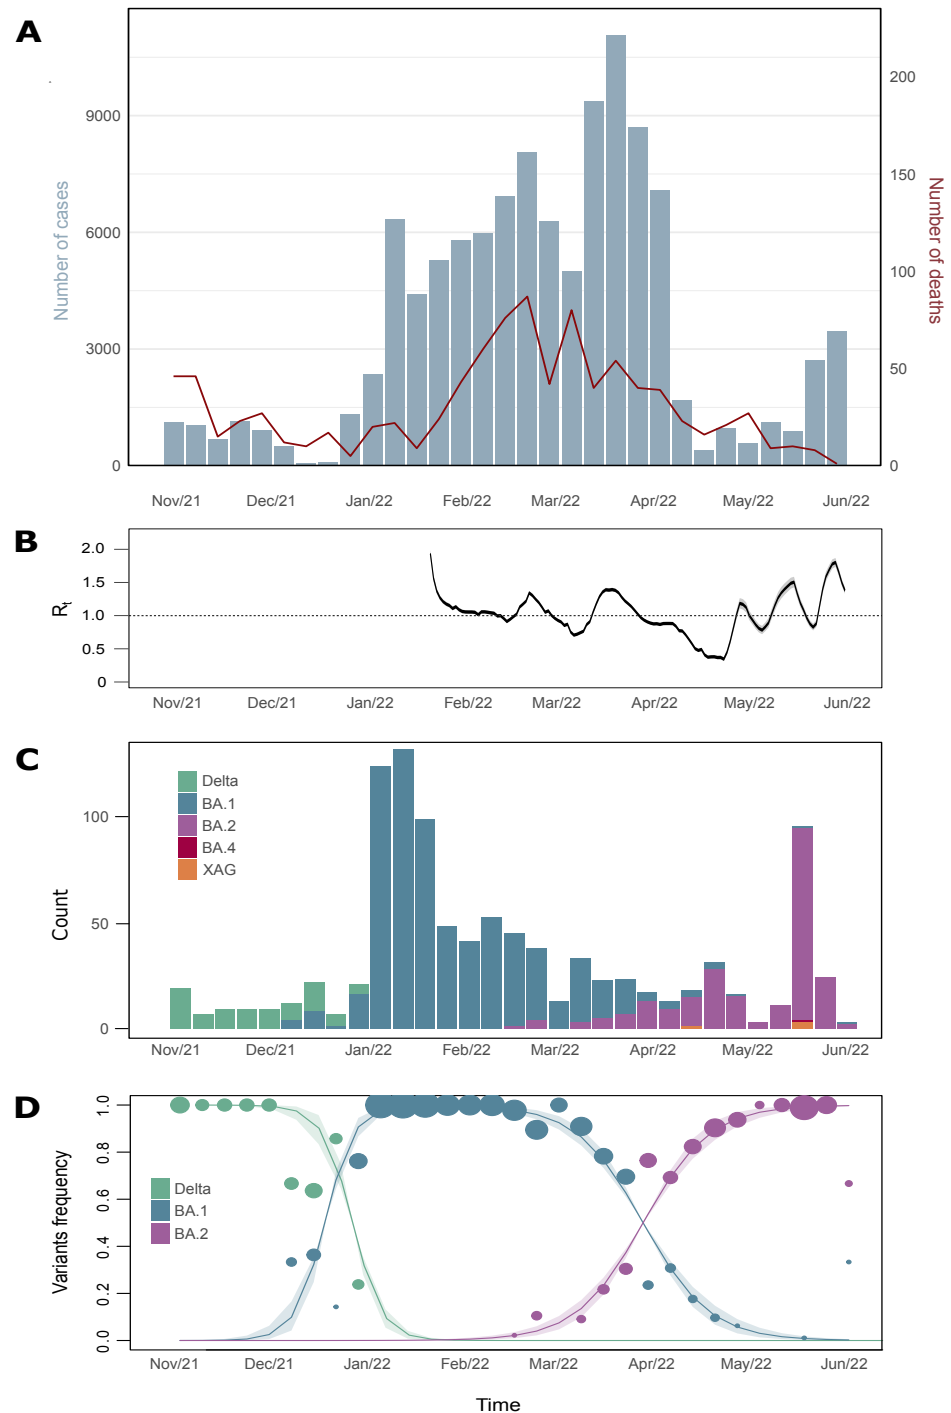 A
9000
6000
3000
0
Number of cases
200
150
100
50
0
Number of deaths
Nov/21 Dec/21 Jan/22 Feb/22 Mar/22 Apr/22 May/22 Jun/22
B
2.0
1.5
1.0
0.5
0
Rt
Nov/21 Dec/21 Jan/22 Feb/22 Mar/22 Apr/22 May/22 Jun/22
C
100
50
0
Count
Delta
BA.1
BA.2
BA.4
XAG
Nov/21 Dec/21 Jan/22 Feb/22 Mar/22 Apr/22 May/22 Jun/22
D
1.0
0.8
0.6
0.4
0.2
0.0
Variants frequency
Delta
BA.1
BA.2
Nov/21 Dec/21 Jan/22 Feb/22 Mar/22 Apr/22 May/22 Jun/22
Time